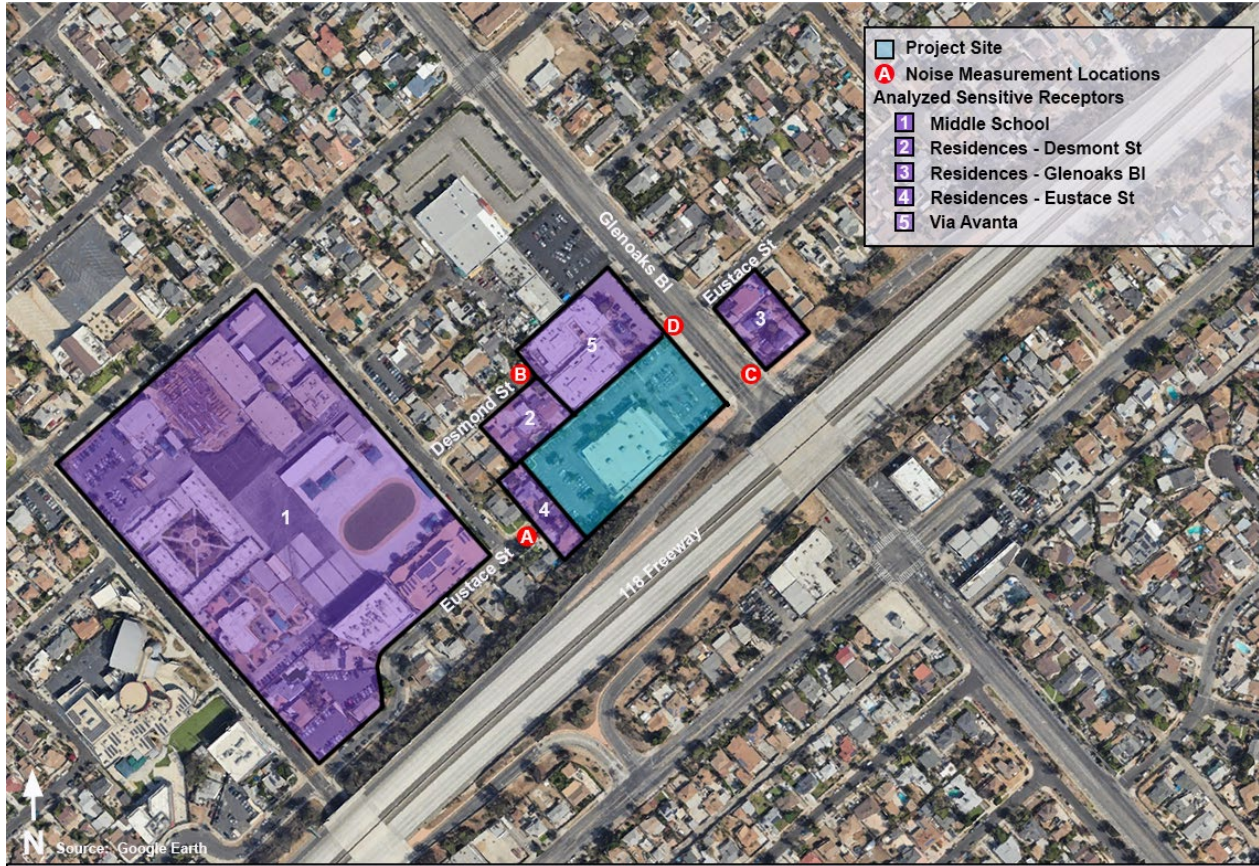 Project Site
A Noise Measurement Locations
Analyzed Sensitive Receptors
1 Middle School
2 Residences - Desmont St
3 Residences - Glenoaks Bl
4 Residences - Eustace St
5 Via Avanta
Glenoaks Bl
Eustace St
3
D
5
C
B
Desmond St
2
4
1
A
Eustace St
118 Freeway
N
Source: Google Earth